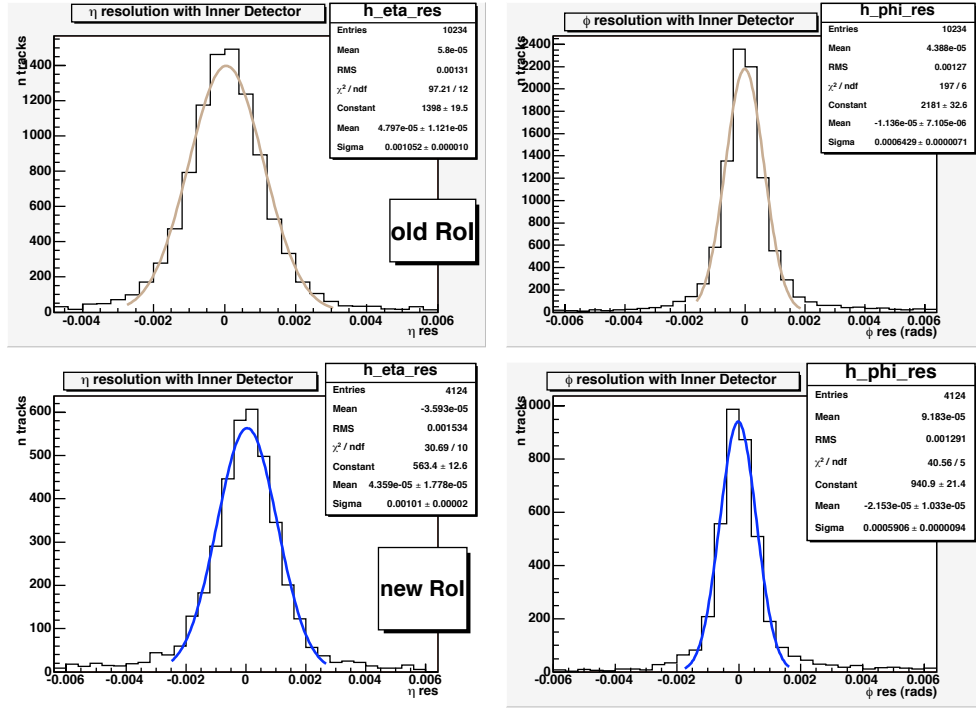 η resolution with Inner Detector
h_eta_res
Entries 10234
Mean 5.8e-05
RMS 0.00131
χ² / ndf 97.21 / 12
Constant 1398 ± 19.5
Mean 4.797e-05 ± 1.121e-05
Sigma 0.001052 ± 0.000010
n tracks
1400
1200
1000
800
600
400
200
0
-0.004 -0.002 0 0.002 0.004 0.006
η res
old RoI
φ resolution with Inner Detector
h_phi_res
Entries 10234
Mean 4.388e-05
RMS 0.00127
χ² / ndf 197 / 6
Constant 2181 ± 32.6
Mean -1.136e-05 ± 7.105e-06
Sigma 0.0006429 ± 0.0000071
n tracks
2400
2200
2000
1800
1600
1400
1200
1000
800
600
400
200
0
-0.006 -0.004 -0.002 0 0.002 0.004 0.006
φ res (rads)
η resolution with Inner Detector
h_eta_res
Entries 4124
Mean -3.593e-05
RMS 0.001534
χ² / ndf 30.69 / 10
Constant 563.4 ± 12.6
Mean 4.359e-05 ± 1.778e-05
Sigma 0.00101 ± 0.00002
n tracks
600
500
400
300
200
100
0
-0.006 -0.004 -0.002 0 0.002 0.004 0.006
η res
new RoI
φ resolution with Inner Detector
h_phi_res
Entries 4124
Mean 9.183e-05
RMS 0.001291
χ² / ndf 40.56 / 5
Constant 940.9 ± 21.4
Mean -2.153e-05 ± 1.033e-05
Sigma 0.0005906 ± 0.0000094
n tracks
1000
800
600
400
200
0
-0.006 -0.004 -0.002 0 0.002 0.004 0.006
φ res (rads)